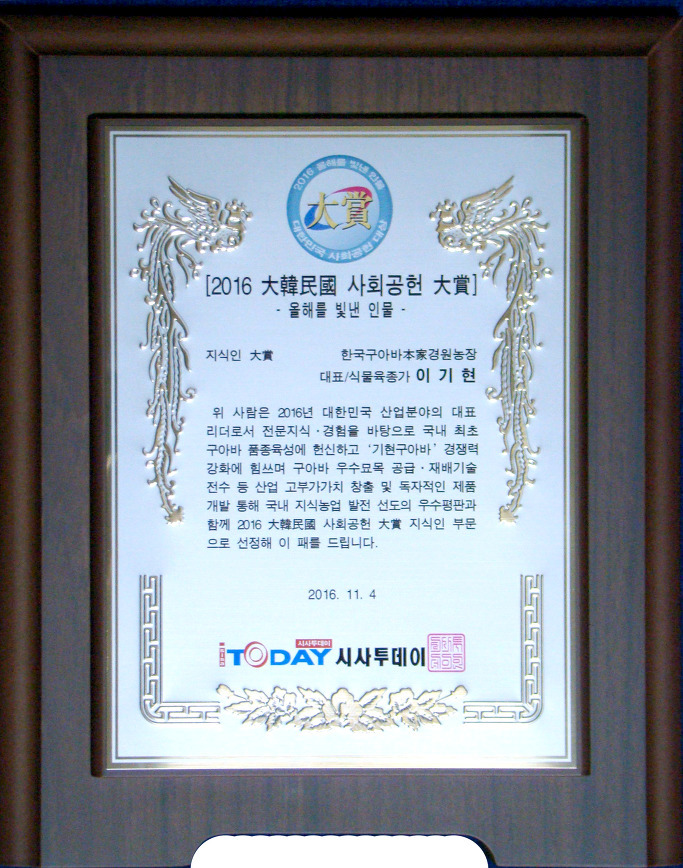 2016 올해를 빛낸 인물
大賞
대한민국 사회공헌 대상
[2016 大韓民國 사회공헌 大賞]
- 올해를 빛낸 인물 -
지식인 大賞 한국구아바本家경원농장
대표/식물육종가 이 기 현
위 사람은 2016년 대한민국 산업분야의 대표
리더로서 전문지식·경험을 바탕으로 국내 최초
구아바 품종육성에 헌신하고 '기현구아바' 경쟁력
강화에 힘쓰며 구아바 우수묘목 공급·재배기술
전수 등 산업 고부가가치 창출 및 독자적인 제품
개발 통해 국내 지식농업 발전 선도의 우수평판과
함께 2016 大韓民國 사회공헌 大賞 지식인 부문
으로 선정해 이 패를 드립니다.
2016. 11. 4
시사투데이
TODAY 시사투데이